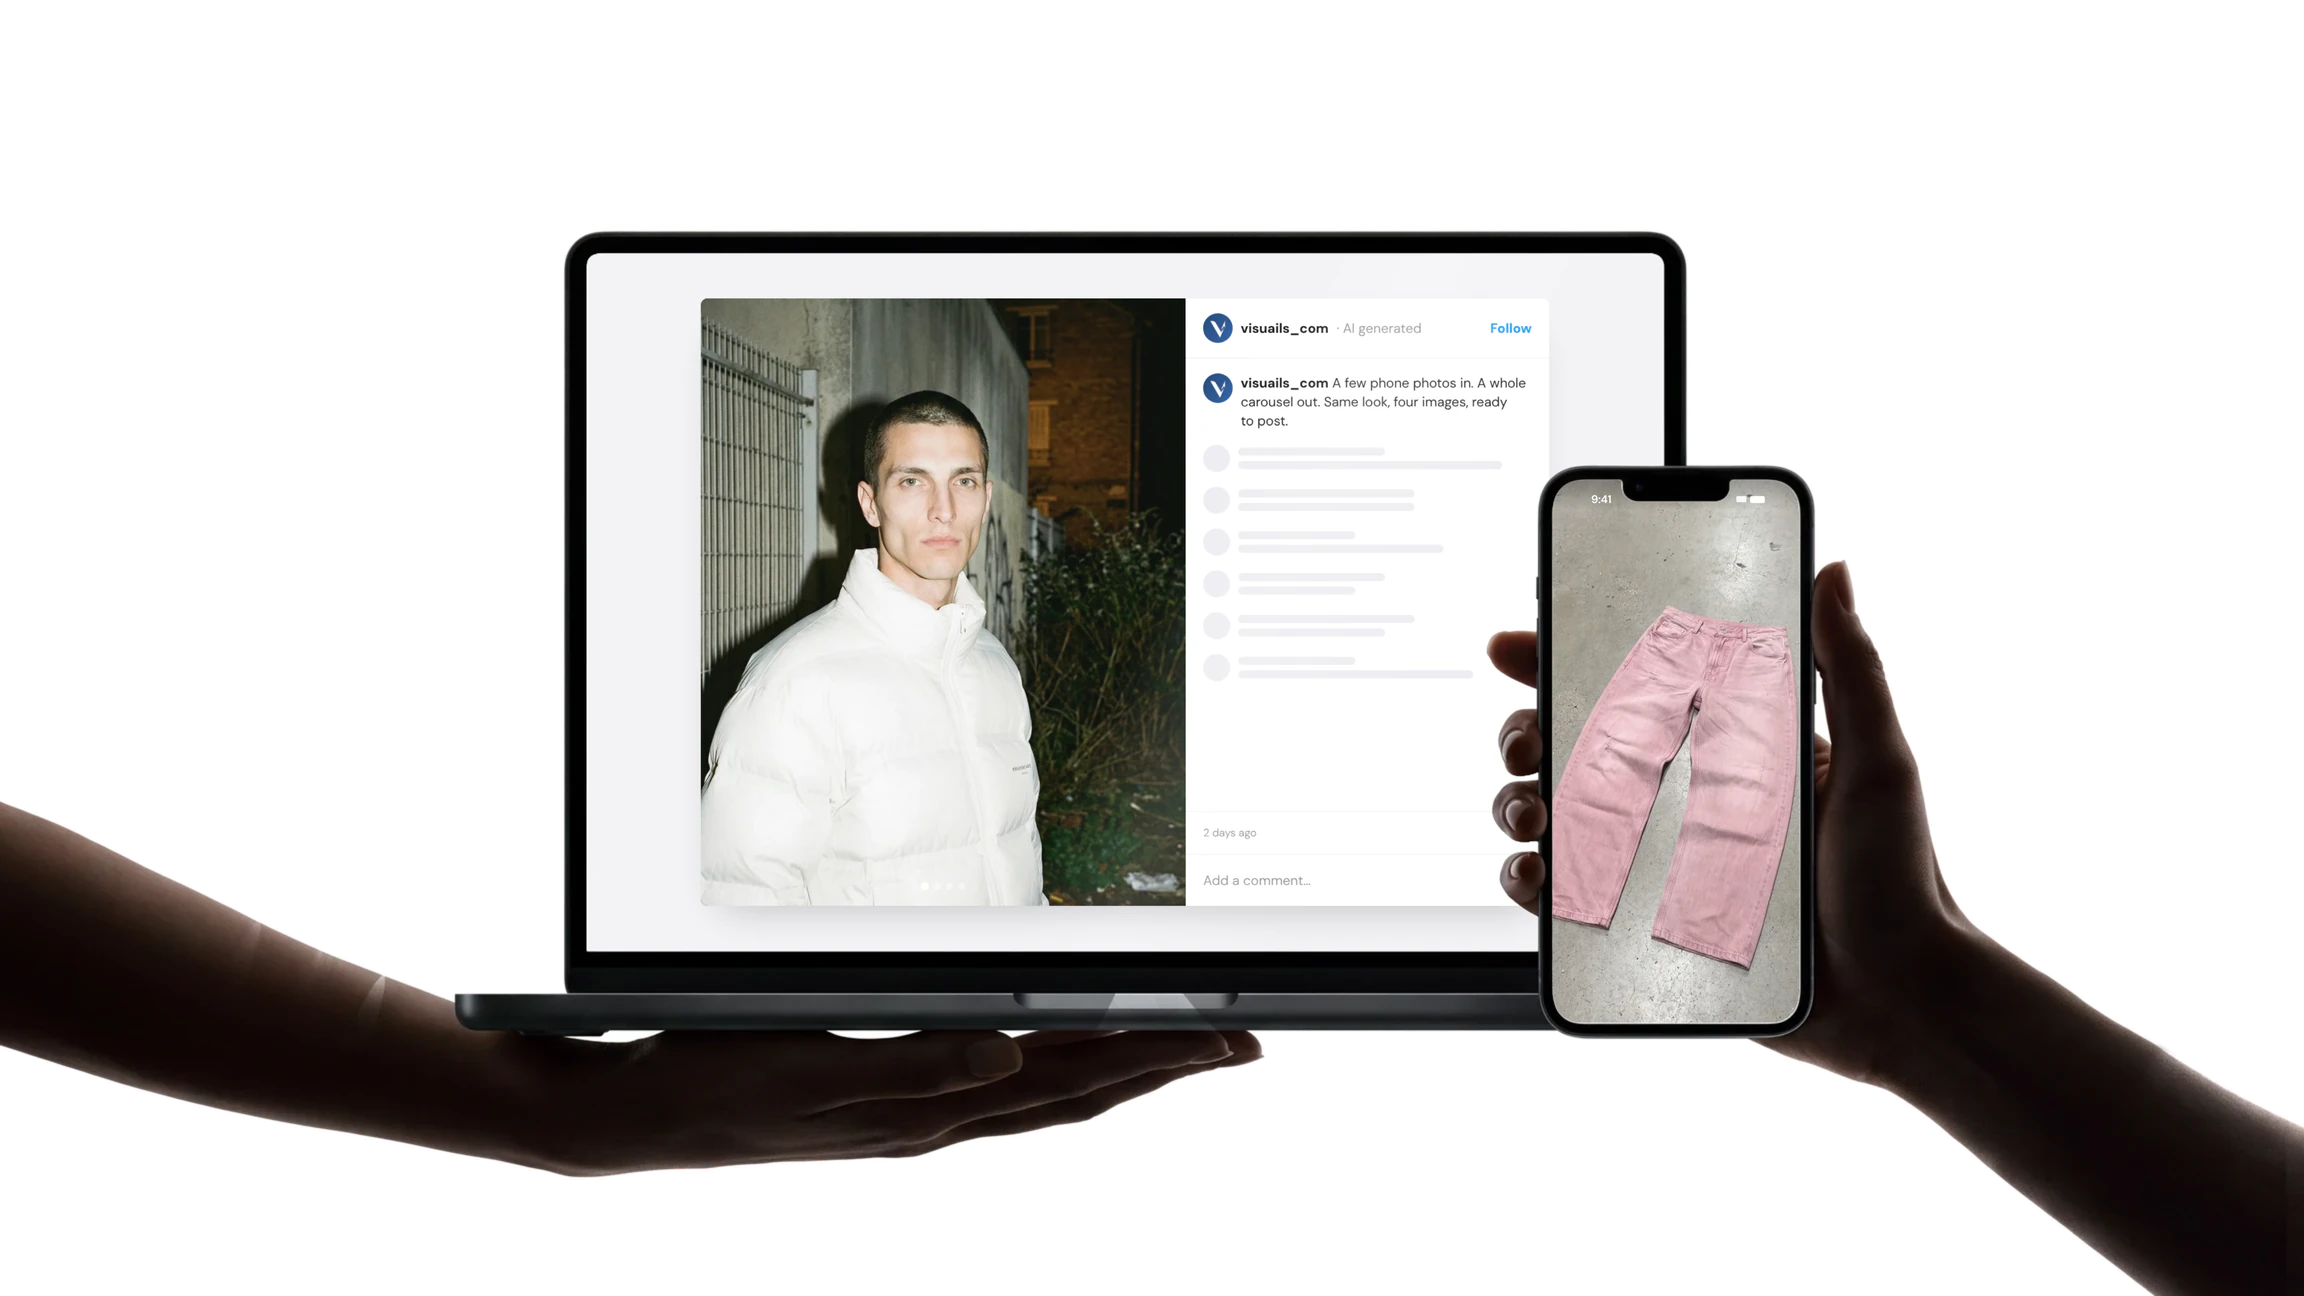 visuails_com · AI generated Follow
visuails_com A few phone photos in. A whole
carousel out. Same look, four images, ready
to post.
2 days ago
Add a comment...
9:41